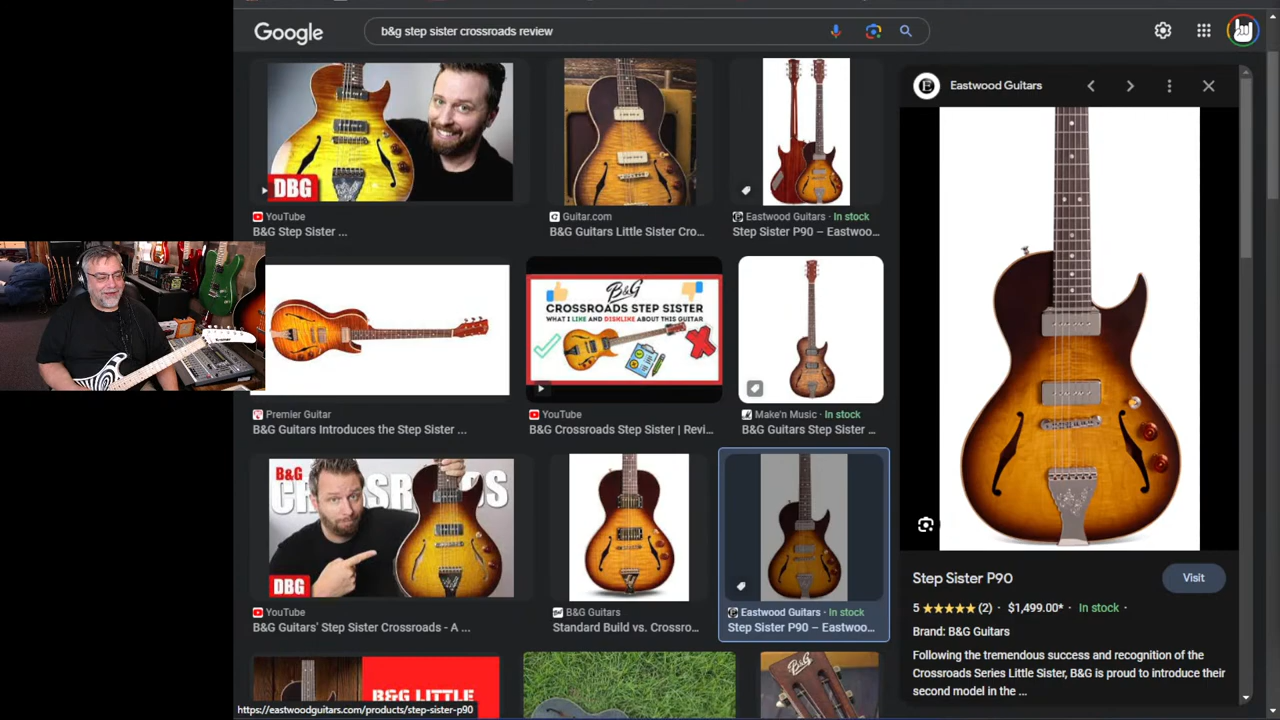 Google
b&g step sister crossroads review
Eastwood Guitars
DBG
YouTube
B&G Step Sister ...
Guitar.com
B&G Guitars Little Sister Cro...
Eastwood Guitars · In stock
Step Sister P90 – Eastwoo...
B&G
CROSSROADS STEP SISTER
WHAT I LIKE AND DISLIKE ABOUT THIS GUITAR
Kramer
Premier Guitar
B&G Guitars Introduces the Step Sister ...
YouTube
B&G Crossroads Step Sister | Revi...
Make'n Music · In stock
B&G Guitars Step Sister ...
B&G
CROSSROADS
DBG
YouTube
B&G Guitars' Step Sister Crossroads - A ...
B&G Guitars
Standard Build vs. Crossro...
Eastwood Guitars · In stock
Step Sister P90 – Eastwoo...
Step Sister P90
Visit
5 ★★★★★ (2) · $1,499.00* · In stock ·
Brand: B&G Guitars
Following the tremendous success and recognition of the
Crossroads Series Little Sister, B&G is proud to introduce their
second model in the ...
B&G LITTLE
B&G
https://eastwoodguitars.com/products/step-sister-p90